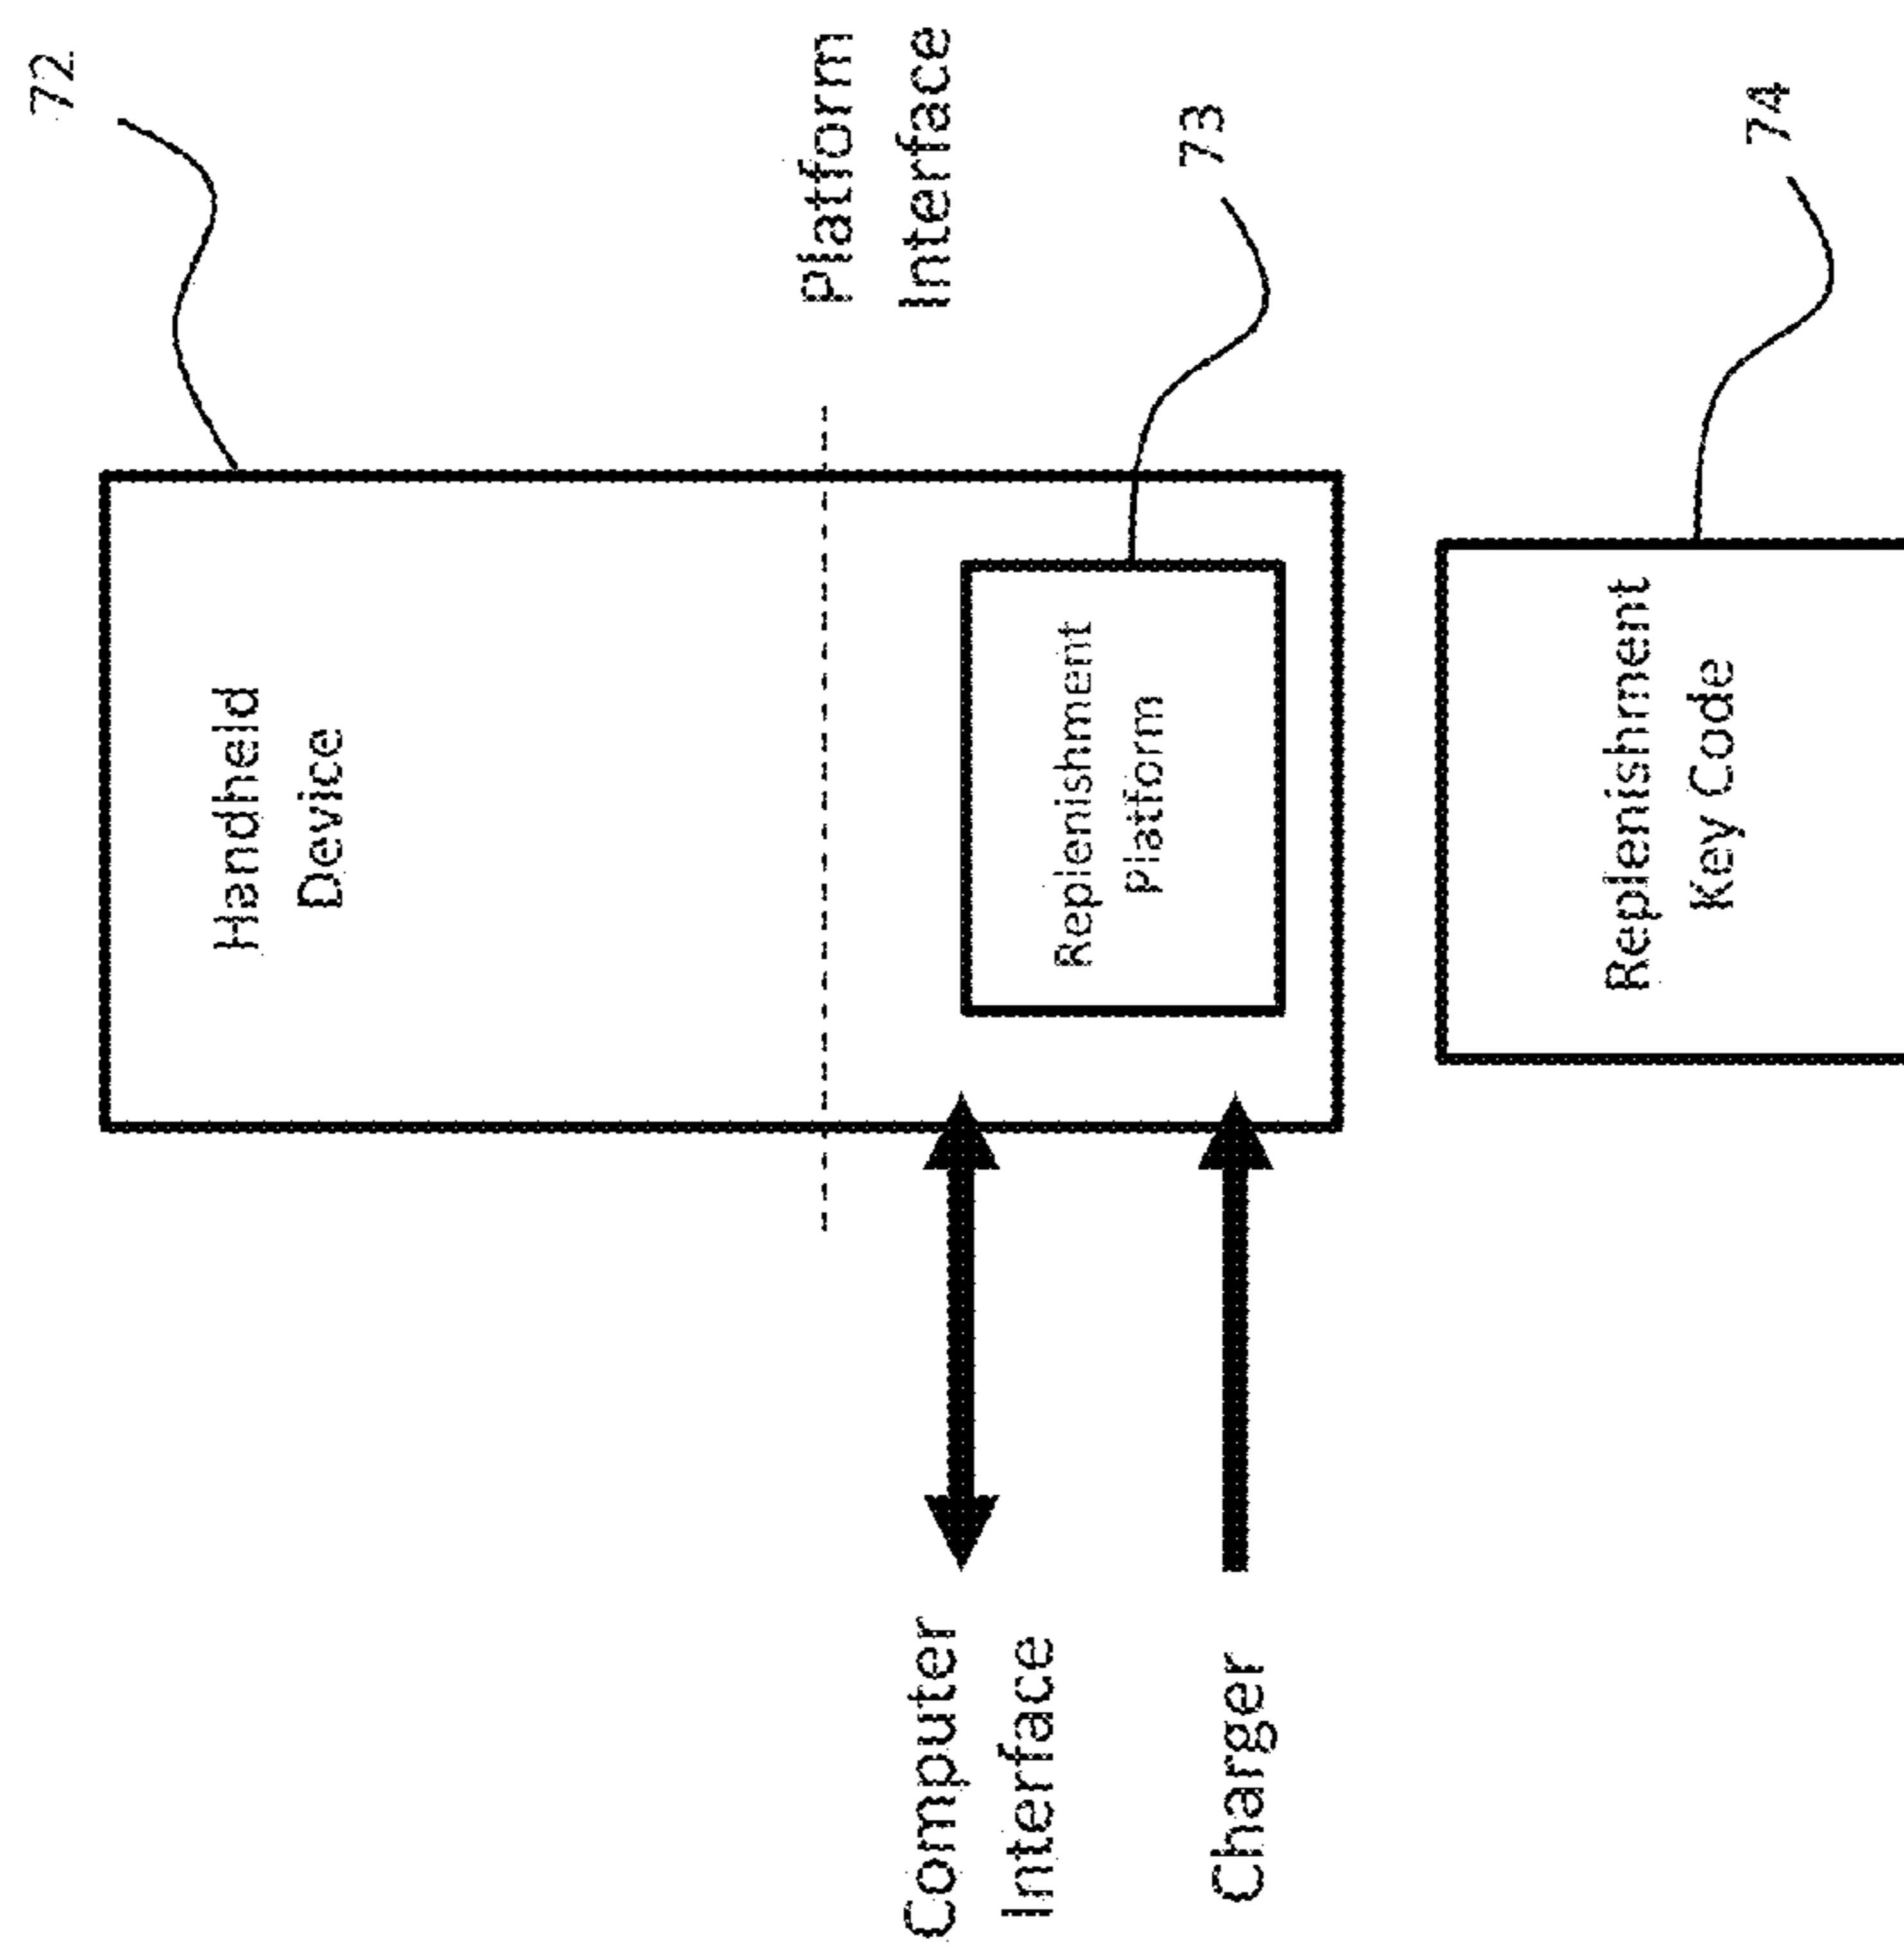 72
Handheld
Device
Platform
Interface
73
Replenishment
Platform
Computer
Interface
Charger
74
Replenishment
Key Code